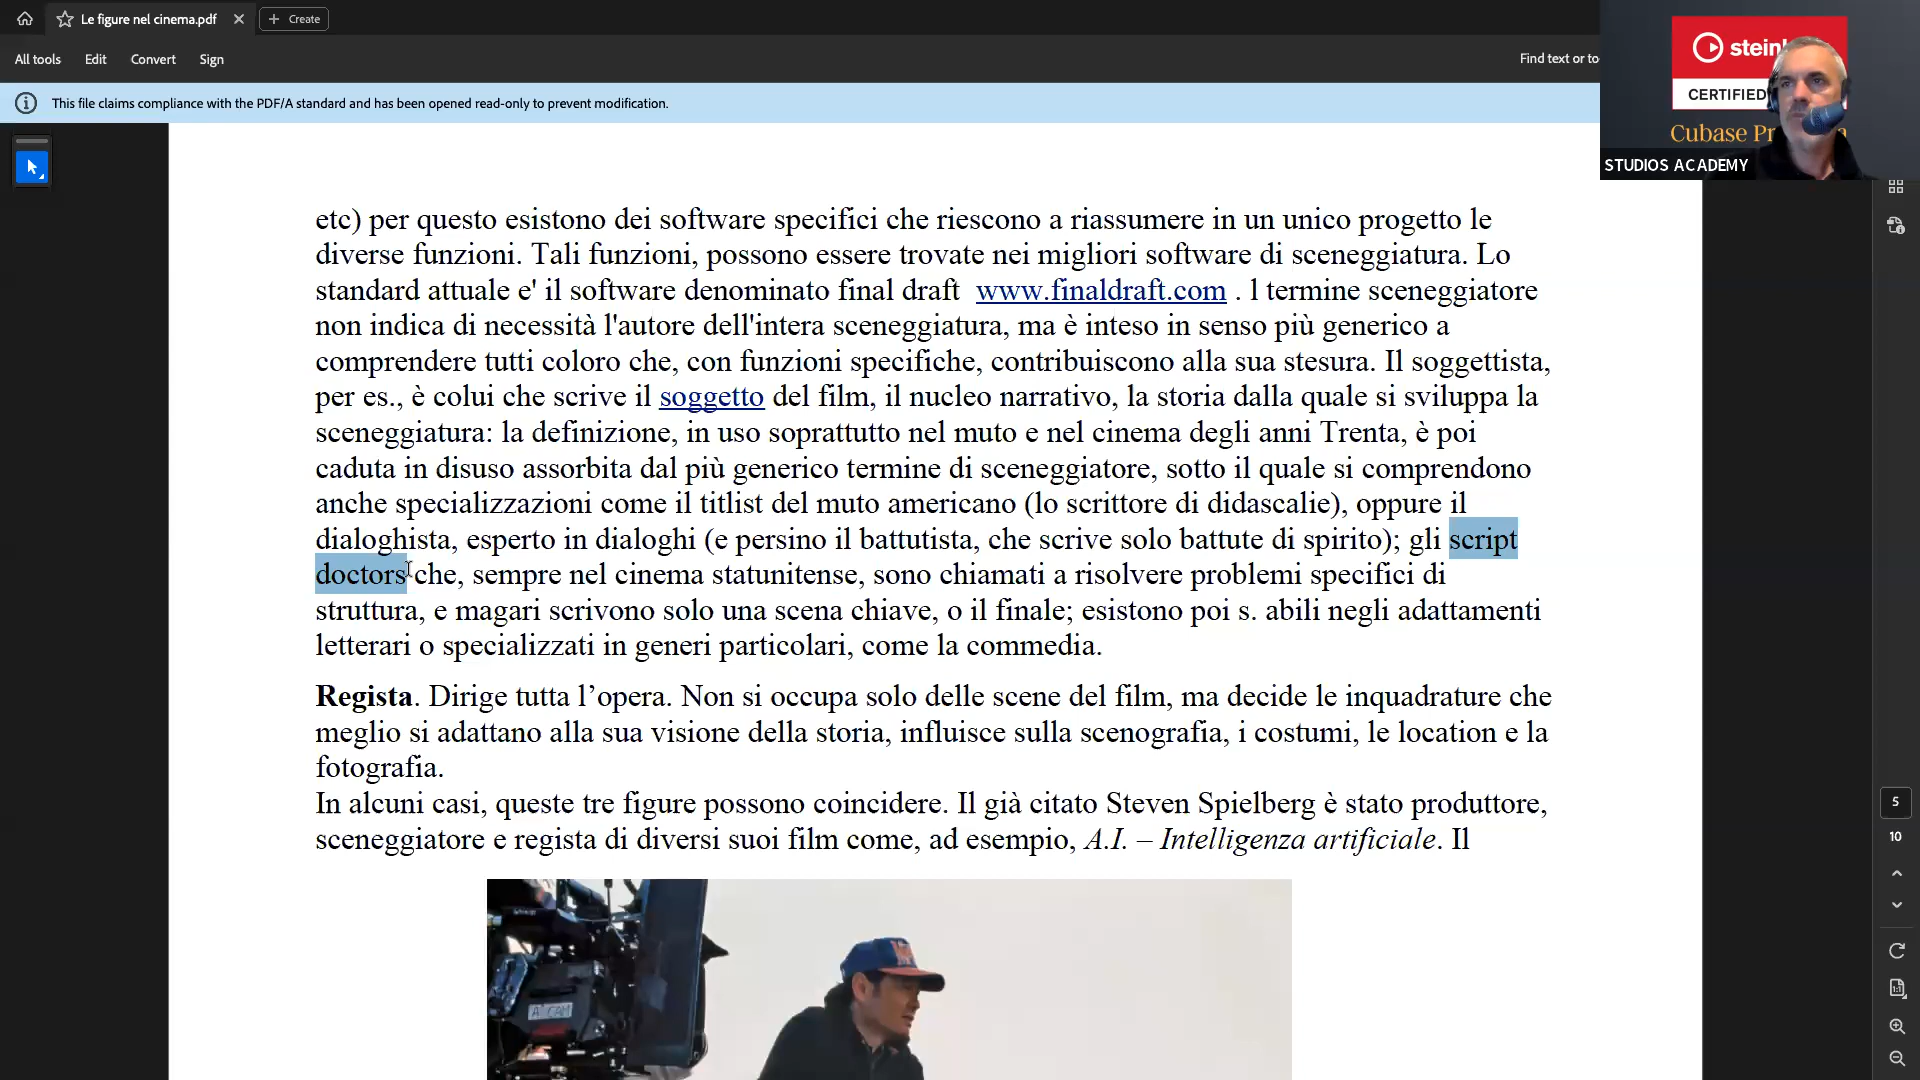 Le figure nel cinema.pdf
Create
All tools
Edit
Convert
Sign
Find text or to
This file claims compliance with the PDF/A standard and has been opened read-only to prevent modification.
CERTIFIED
Cubase
STUDIOS ACADEMY
etc) per questo esistono dei software specifici che riescono a riassumere in un unico progetto le
diverse funzioni. Tali funzioni, possono essere trovate nei migliori software di sceneggiatura. Lo
standard attuale e' il software denominato final draft www.finaldraft.com . l termine sceneggiatore
non indica di necessità l'autore dell'intera sceneggiatura, ma è inteso in senso più generico a
comprendere tutti coloro che, con funzioni specifiche, contribuiscono alla sua stesura. Il soggettista,
per es., è colui che scrive il soggetto del film, il nucleo narrativo, la storia dalla quale si sviluppa la
sceneggiatura: la definizione, in uso soprattutto nel muto e nel cinema degli anni Trenta, è poi
caduta in disuso assorbita dal più generico termine di sceneggiatore, sotto il quale si comprendono
anche specializzazioni come il titlist del muto americano (lo scrittore di didascalie), oppure il
dialoghista, esperto in dialoghi (e persino il battutista, che scrive solo battute di spirito); gli script
doctors che, sempre nel cinema statunitense, sono chiamati a risolvere problemi specifici di
struttura, e magari scrivono solo una scena chiave, o il finale; esistono poi s. abili negli adattamenti
letterari o specializzati in generi particolari, come la commedia.
Regista. Dirige tutta l’opera. Non si occupa solo delle scene del film, ma decide le inquadrature che
meglio si adattano alla sua visione della storia, influisce sulla scenografia, i costumi, le location e la
fotografia.
In alcuni casi, queste tre figure possono coincidere. Il già citato Steven Spielberg è stato produttore,
sceneggiatore e regista di diversi suoi film come, ad esempio, A.I. – Intelligenza artificiale. Il
A CAM
5
10